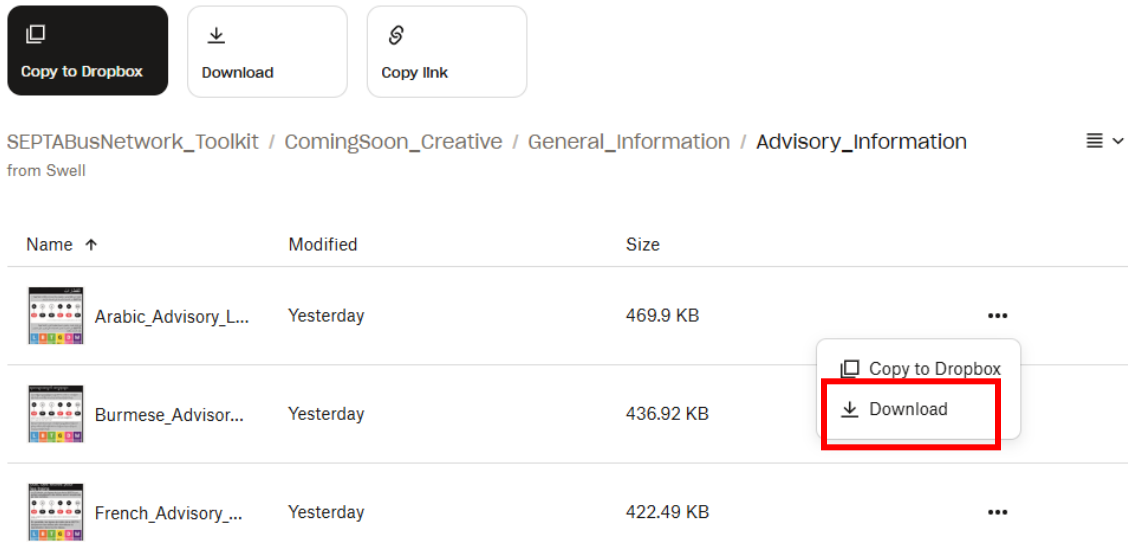 Copy to Dropbox
Download
Copy link
SEPTABusNetwork_Toolkit / ComingSoon_Creative / General_Information / Advisory_Information
from Swell
Name ↑ Modified Size
Arabic_Advisory_L... Yesterday 469.9 KB
Copy to Dropbox
Download
Burmese_Advisor... Yesterday 436.92 KB
French_Advisory_... Yesterday 422.49 KB